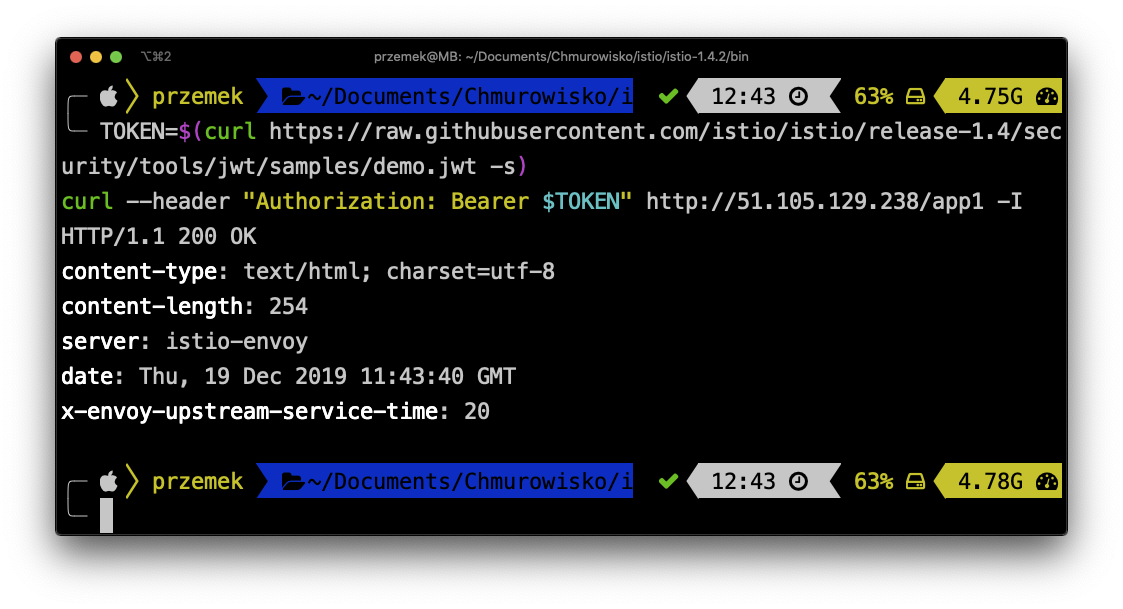 ⌥⌘2 przemek@MB: ~/Documents/Chmurowisko/istio/istio-1.4.2/bin
przemek ~/Documents/Chmurowisko/i ✔ 12:43 63% 4.75G
TOKEN=$(curl https://raw.githubusercontent.com/istio/istio/release-1.4/sec
urity/tools/jwt/samples/demo.jwt -s)
curl --header "Authorization: Bearer $TOKEN" http://51.105.129.238/app1 -I
HTTP/1.1 200 OK
content-type: text/html; charset=utf-8
content-length: 254
server: istio-envoy
date: Thu, 19 Dec 2019 11:43:40 GMT
x-envoy-upstream-service-time: 20
przemek ~/Documents/Chmurowisko/i ✔ 12:43 63% 4.78G